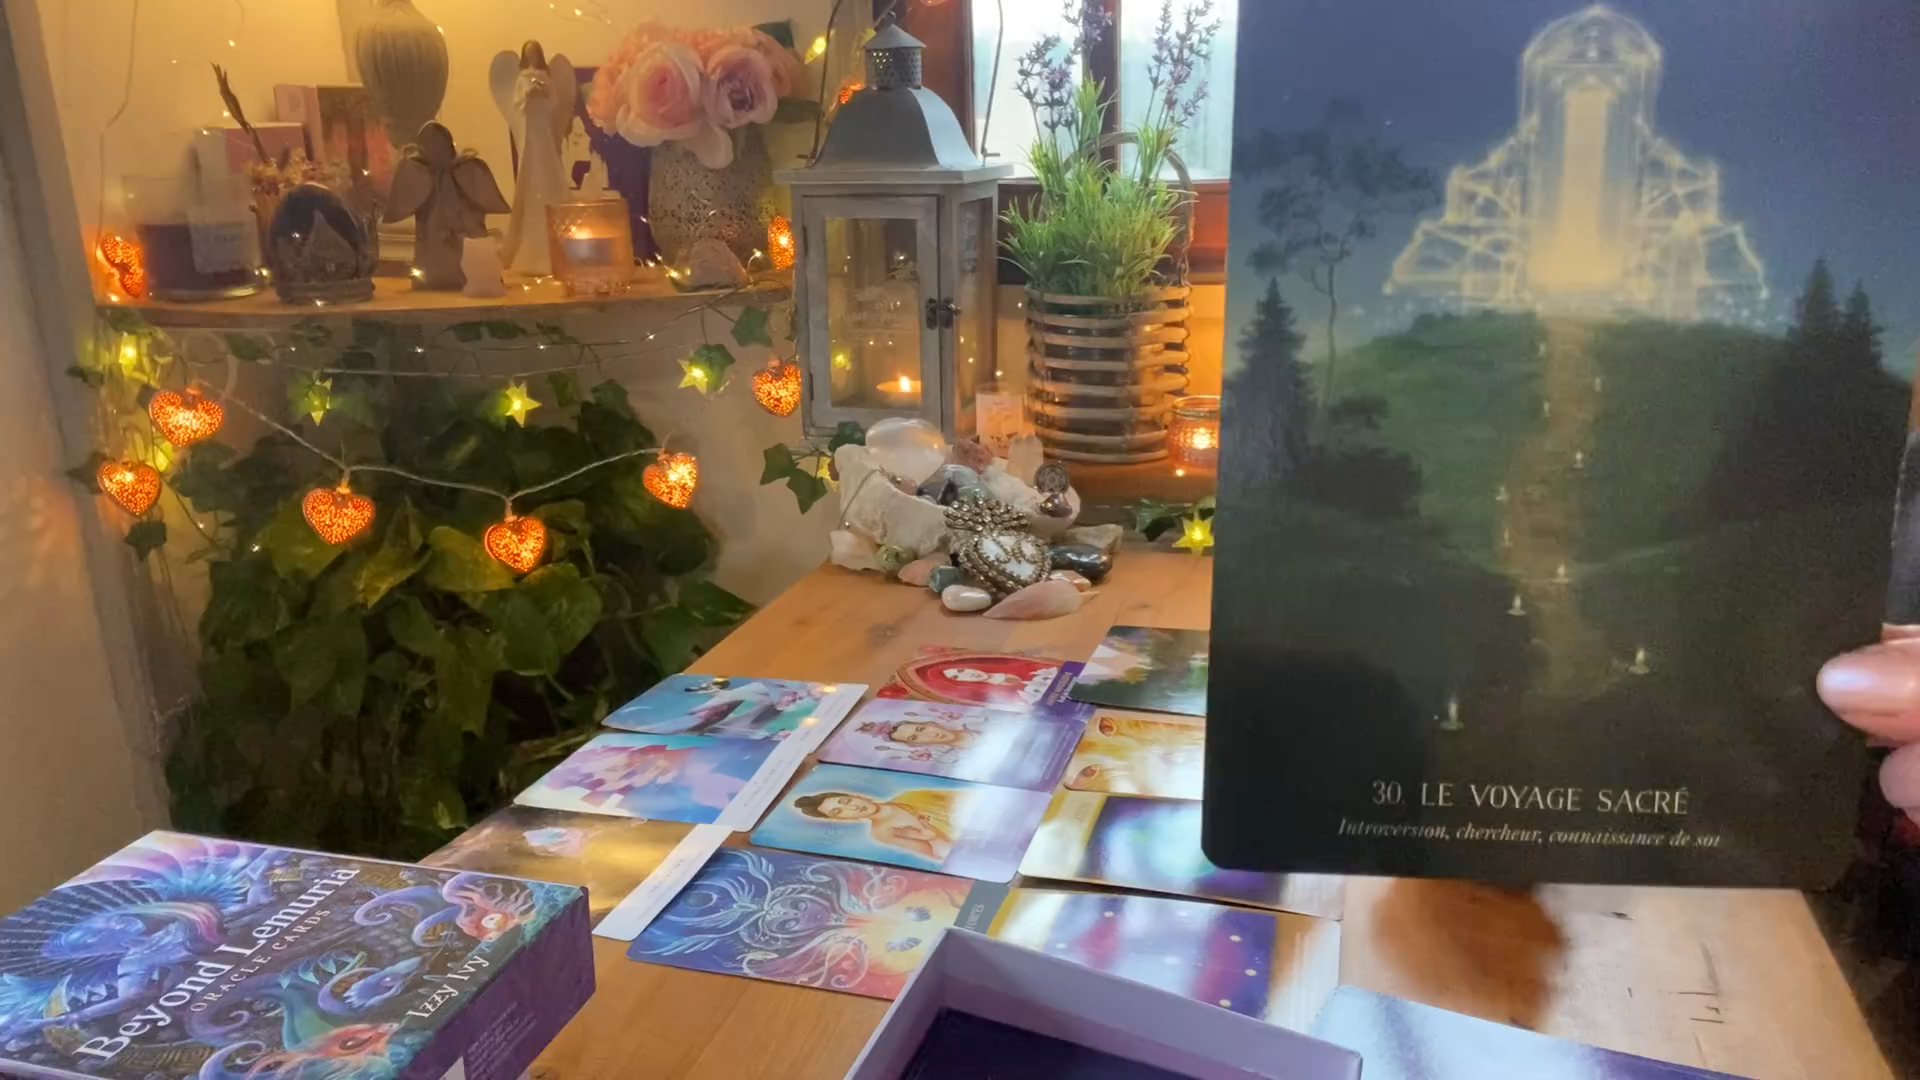 30. LE VOYAGE SACRÉ
Introversion, chercheur, connaissance de soi
Beyond Lemuria
ORACLE CARDS
Izzy Ivy